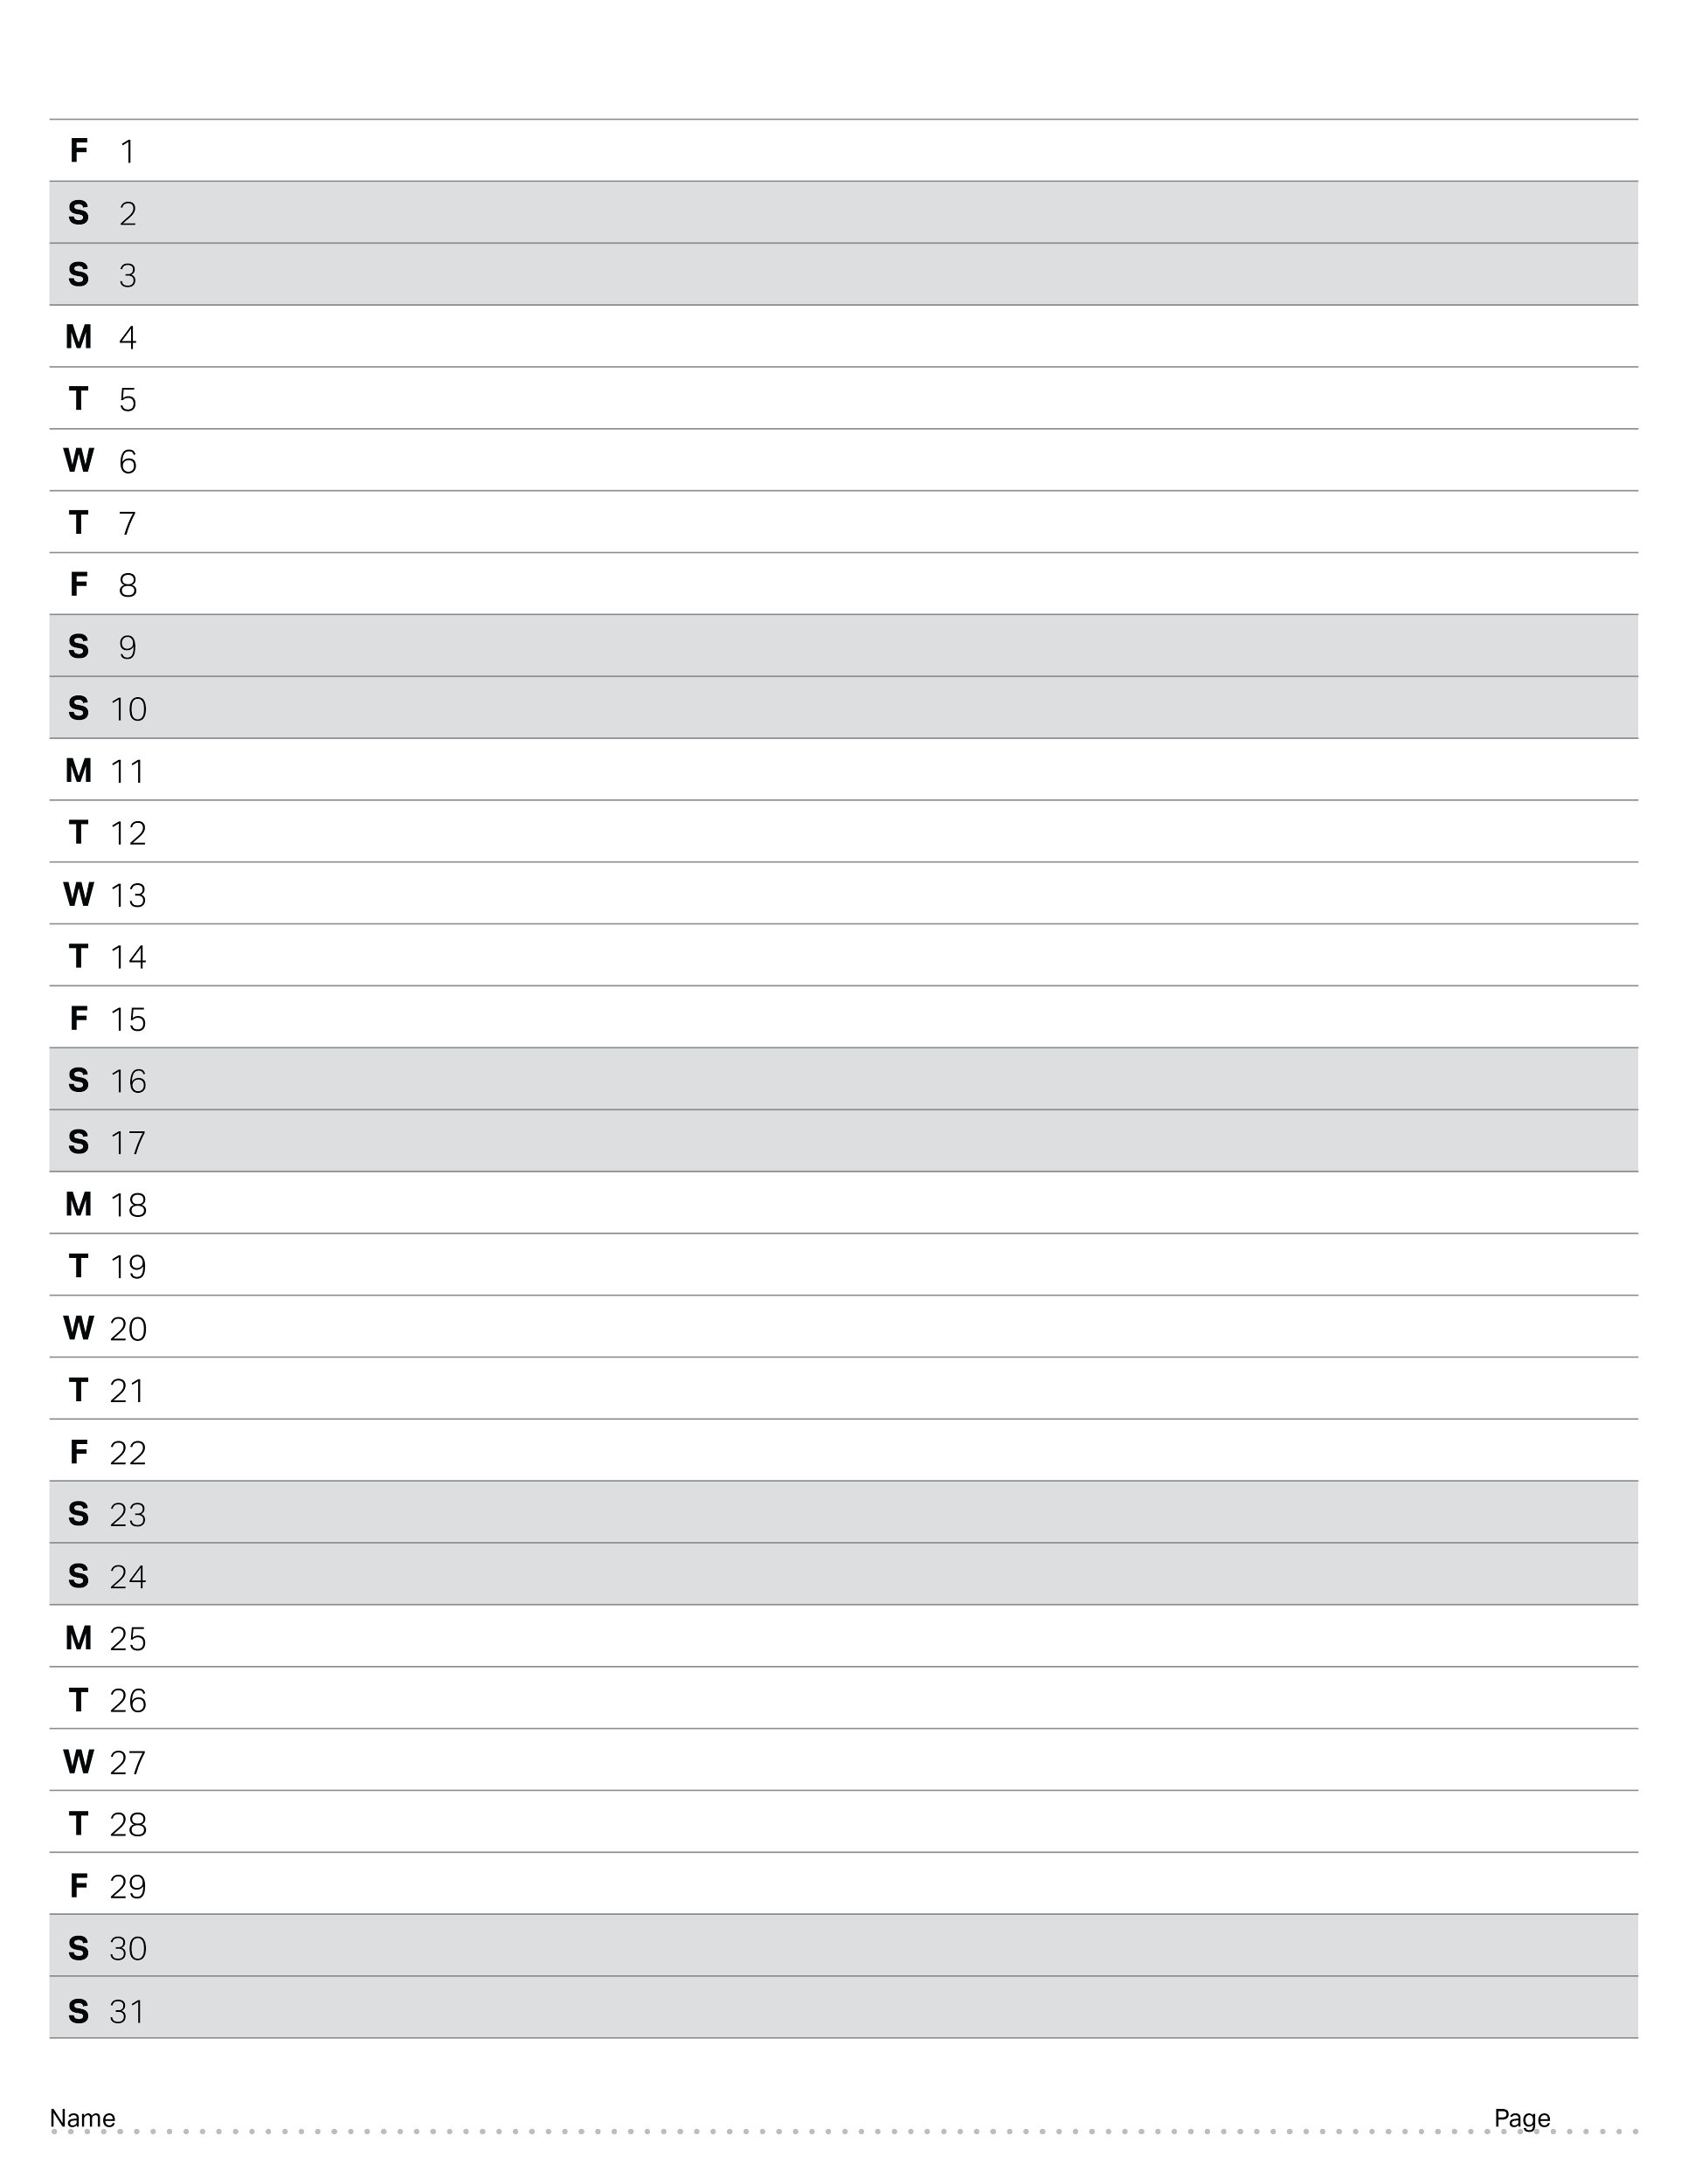 F 1
S 2
S 3
M 4
T 5
W 6
T 7
F 8
S 9
S 10
M 11
T 12
W 13
T 14
F 15
S 16
S 17
M 18
T 19
W 20
T 21
F 22
S 23
S 24
M 25
T 26
W 27
T 28
F 29
S 30
S 31
Name Page